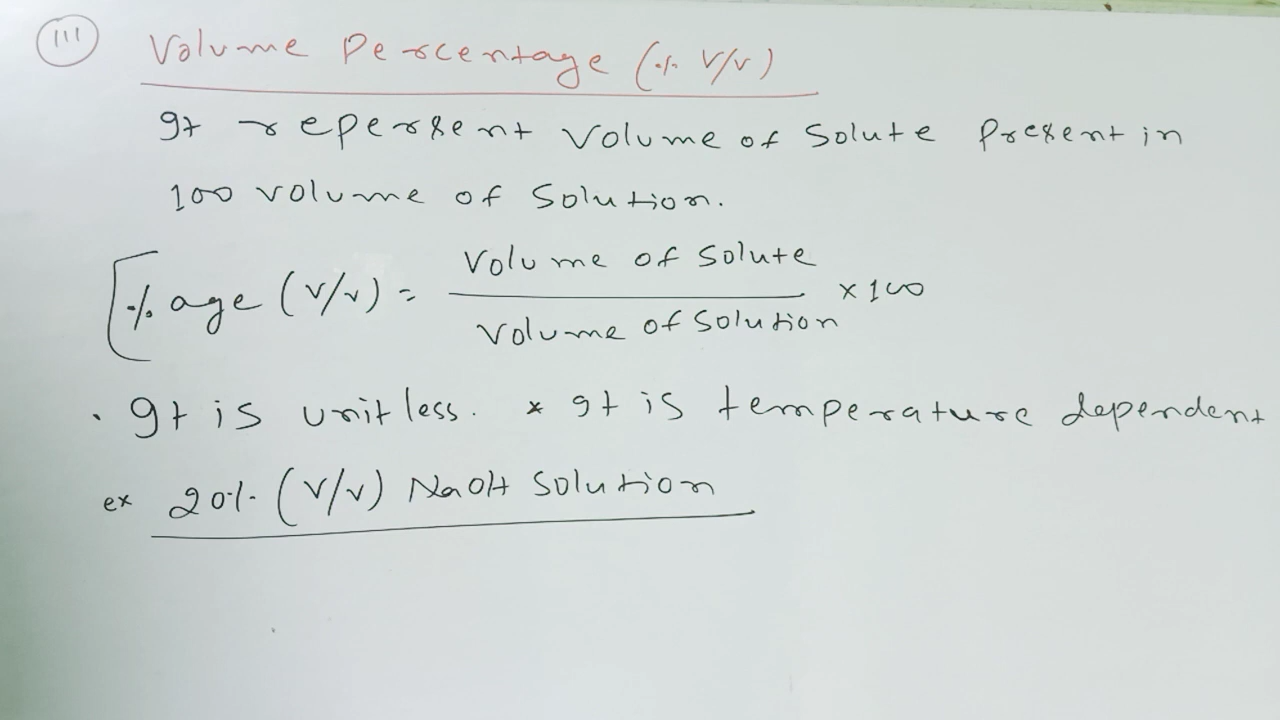 (iii) Volume Percentage (% V/v)
It repersent Volume of Solute Present in
100 volume of Solution.
% age (V/v) = Volume of Solute / Volume of Solution × 100
• It is unitless. * It is temperature dependent
ex 20% (V/v) NaOH Solution